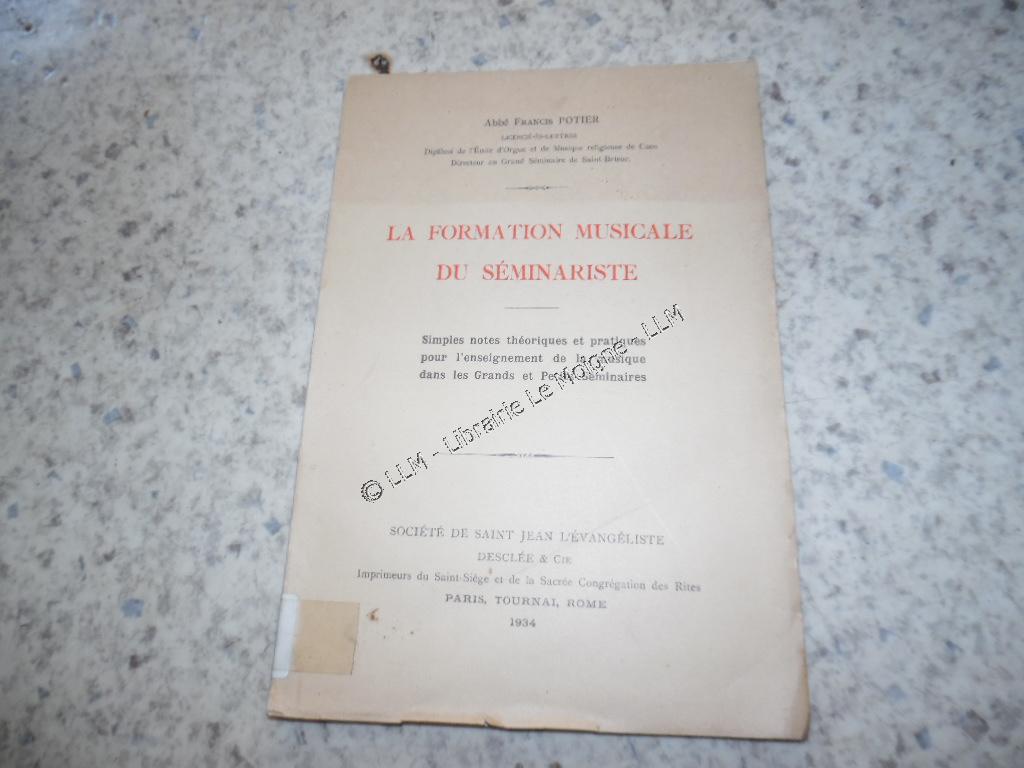 Abbé FRANCIS POTIER
LICENCIÉ-ÈS-LETTRES
Diplômé de l'École d'Orgue et de Musique religieuse de Caen
Directeur au Grand Séminaire de Saint-Brieuc.
LA FORMATION MUSICALE
DU SÉMINARISTE
Simples notes théoriques et pratiques
pour l'enseignement de la musique
dans les Grands et Petits Séminaires
© LLM - Librairie Le Moigne - LLM
SOCIÉTÉ DE SAINT JEAN L'ÉVANGÉLISTE
DESCLÉE & CIE
Imprimeurs du Saint-Siège et de la Sacrée Congrégation des Rites
PARIS, TOURNAI, ROME
1934